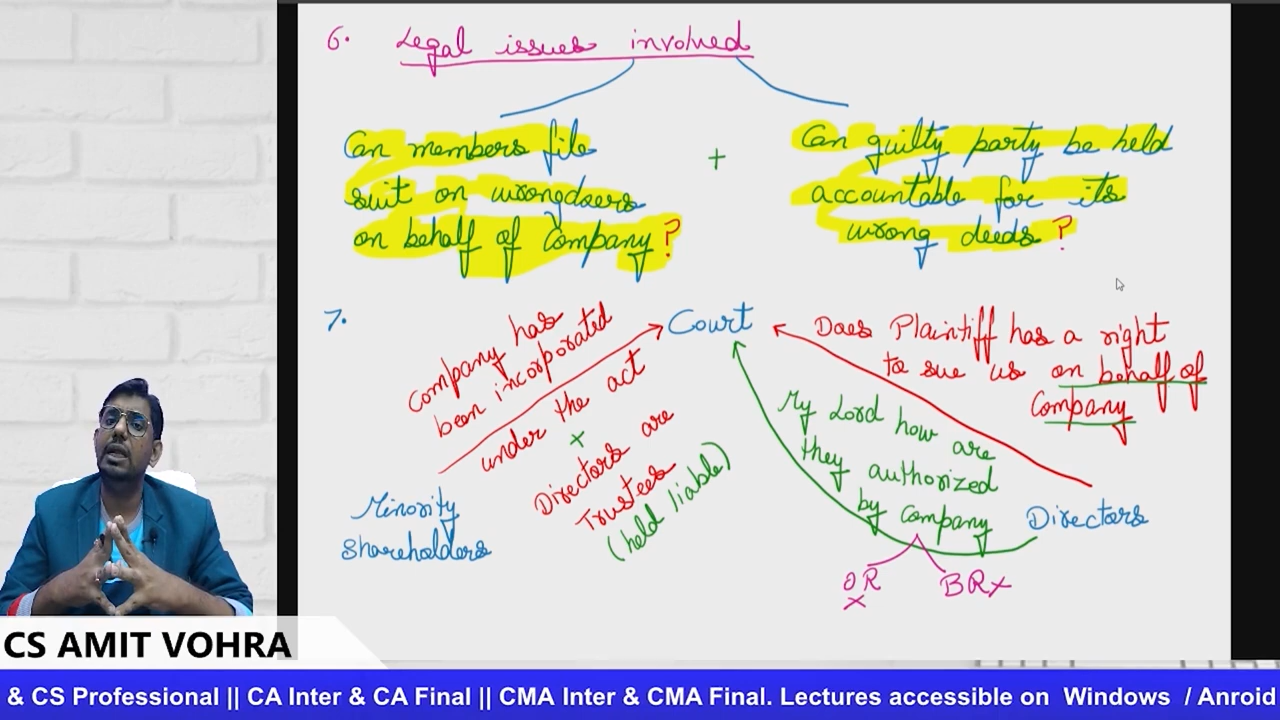 6. Legal issues involved
Can members file
suit on wrongdoers
on behalf of Company?
+
Can guilty party be held
accountable for its
wrong deeds?
7.
Court
Company has
been incorporated
under the act
+
Directors are
Trustees
(held liable)
Minority
shareholders
Does Plaintiff has a right
to sue us on behalf of
Company
My Lord how are
they authorized
by company
Directors
OR
x
BRx
CS AMIT VOHRA
& CS Professional || CA Inter & CA Final || CMA Inter & CMA Final. Lectures accessible on Windows / Anroid